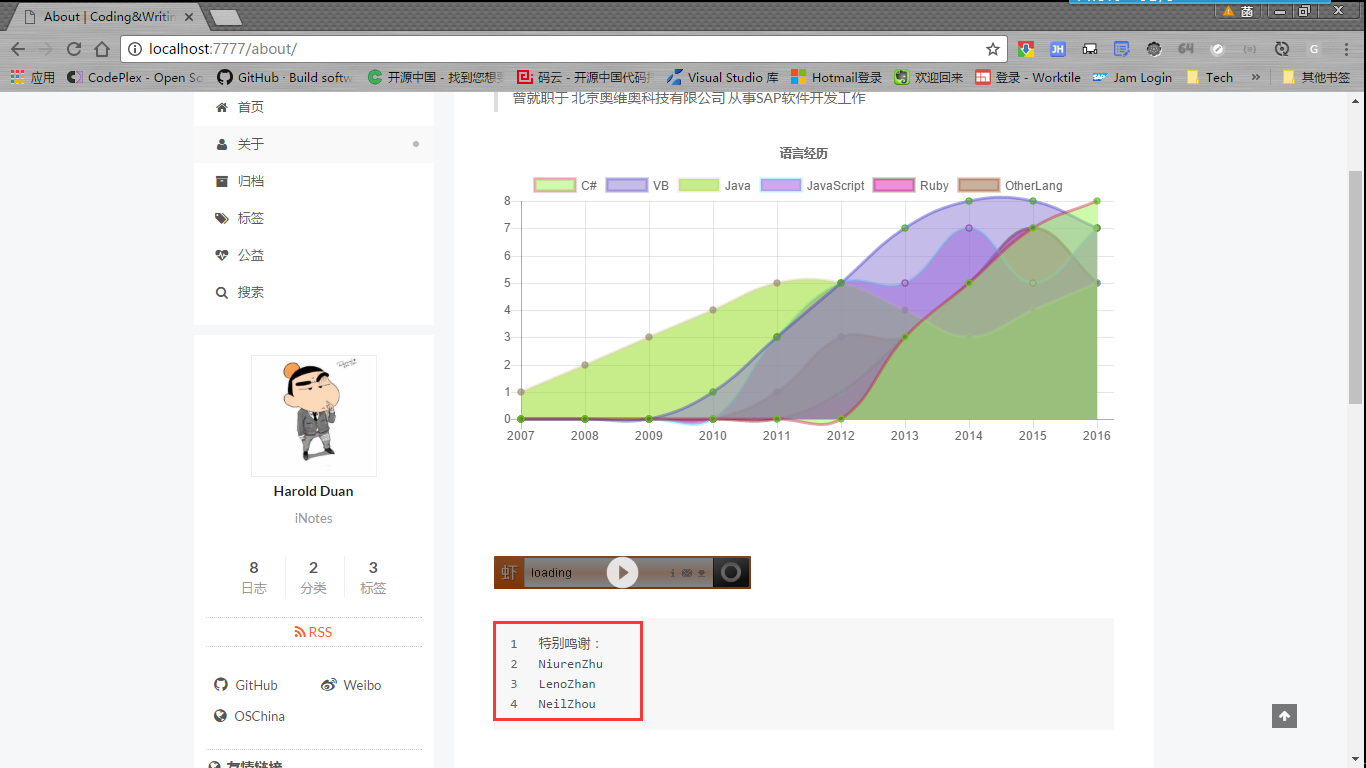 About | Coding&Writin
localhost:7777/about/
应用
CodePlex - Open So
GitHub · Build softw
开源中国 - 找到您想
码云 - 开源中国代码托
Visual Studio 库
Hotmail登录
欢迎回来
登录 - Worktile
Jam Login
Tech
»
其他书签
首页
关于
归档
标签
公益
搜索
Harold Duan
iNotes
8
日志
2
分类
3
标签
RSS
GitHub
Weibo
OSChina
友情链接
曾就职于 北京奥维奥科技有限公司 从事SAP软件开发工作
语言经历
C#
VB
Java
JavaScript
Ruby
OtherLang
8
7
6
5
4
3
2
1
0
2007 2008 2009 2010 2011 2012 2013 2014 2015 2016
虾 loading
1 特别鸣谢：
2 NiurenZhu
3 LenoZhan
4 NeilZhou